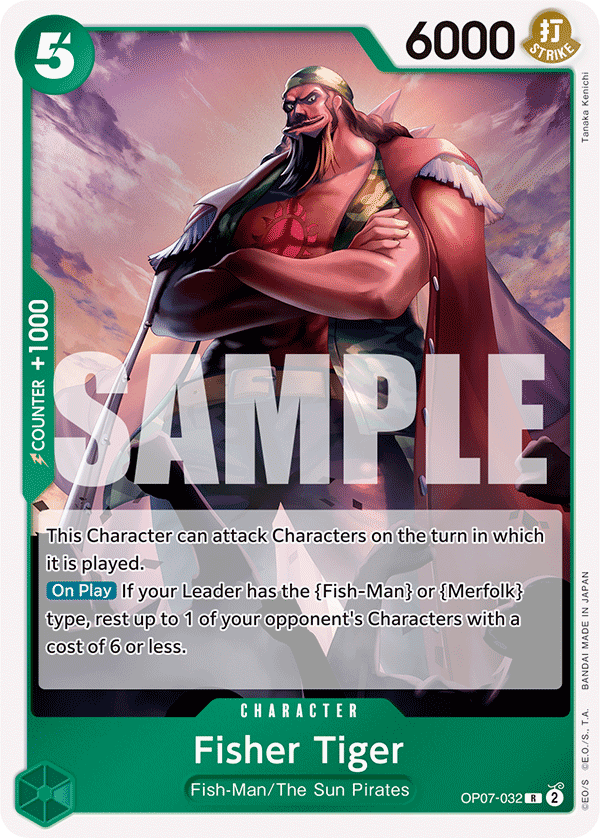 5
6000
打
STRIKE
Tanaka Kenichi
COUNTER +1000
SAMPLE
This Character can attack Characters on the turn in which
it is played.
On Play If your Leader has the {Fish-Man} or {Merfolk}
type, rest up to 1 of your opponent's Characters with a
cost of 6 or less.
CHARACTER
Fisher Tiger
Fish-Man/The Sun Pirates
OP07-032 R 2
©E.O/S ©E.O./S., T.A. BANDAI MADE IN JAPAN